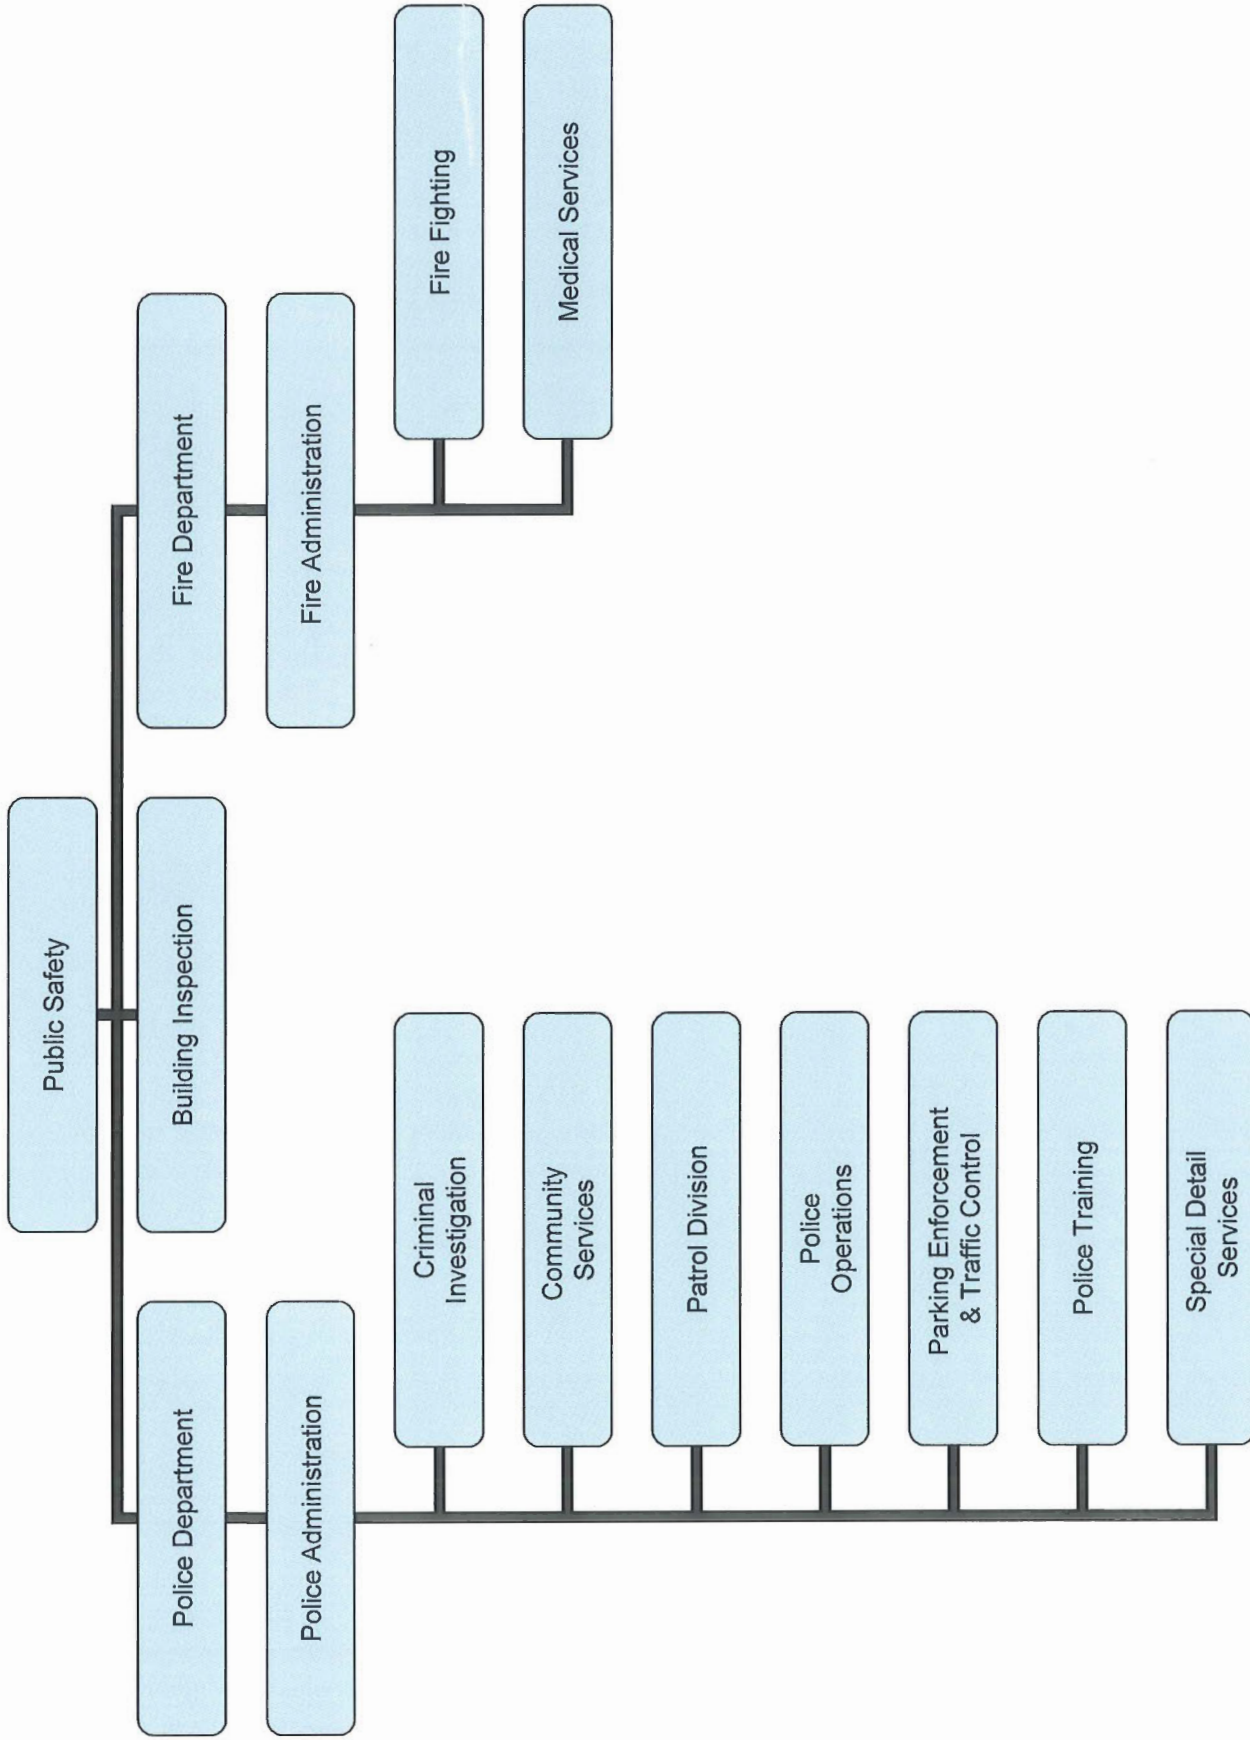 Public Safety
Police Department
Building Inspection
Fire Department
Police Administration
Fire Administration
Criminal
Investigation
Community
Services
Patrol Division
Police
Operations
Parking Enforcement
& Traffic Control
Police Training
Special Detail
Services
Fire Fighting
Medical Services